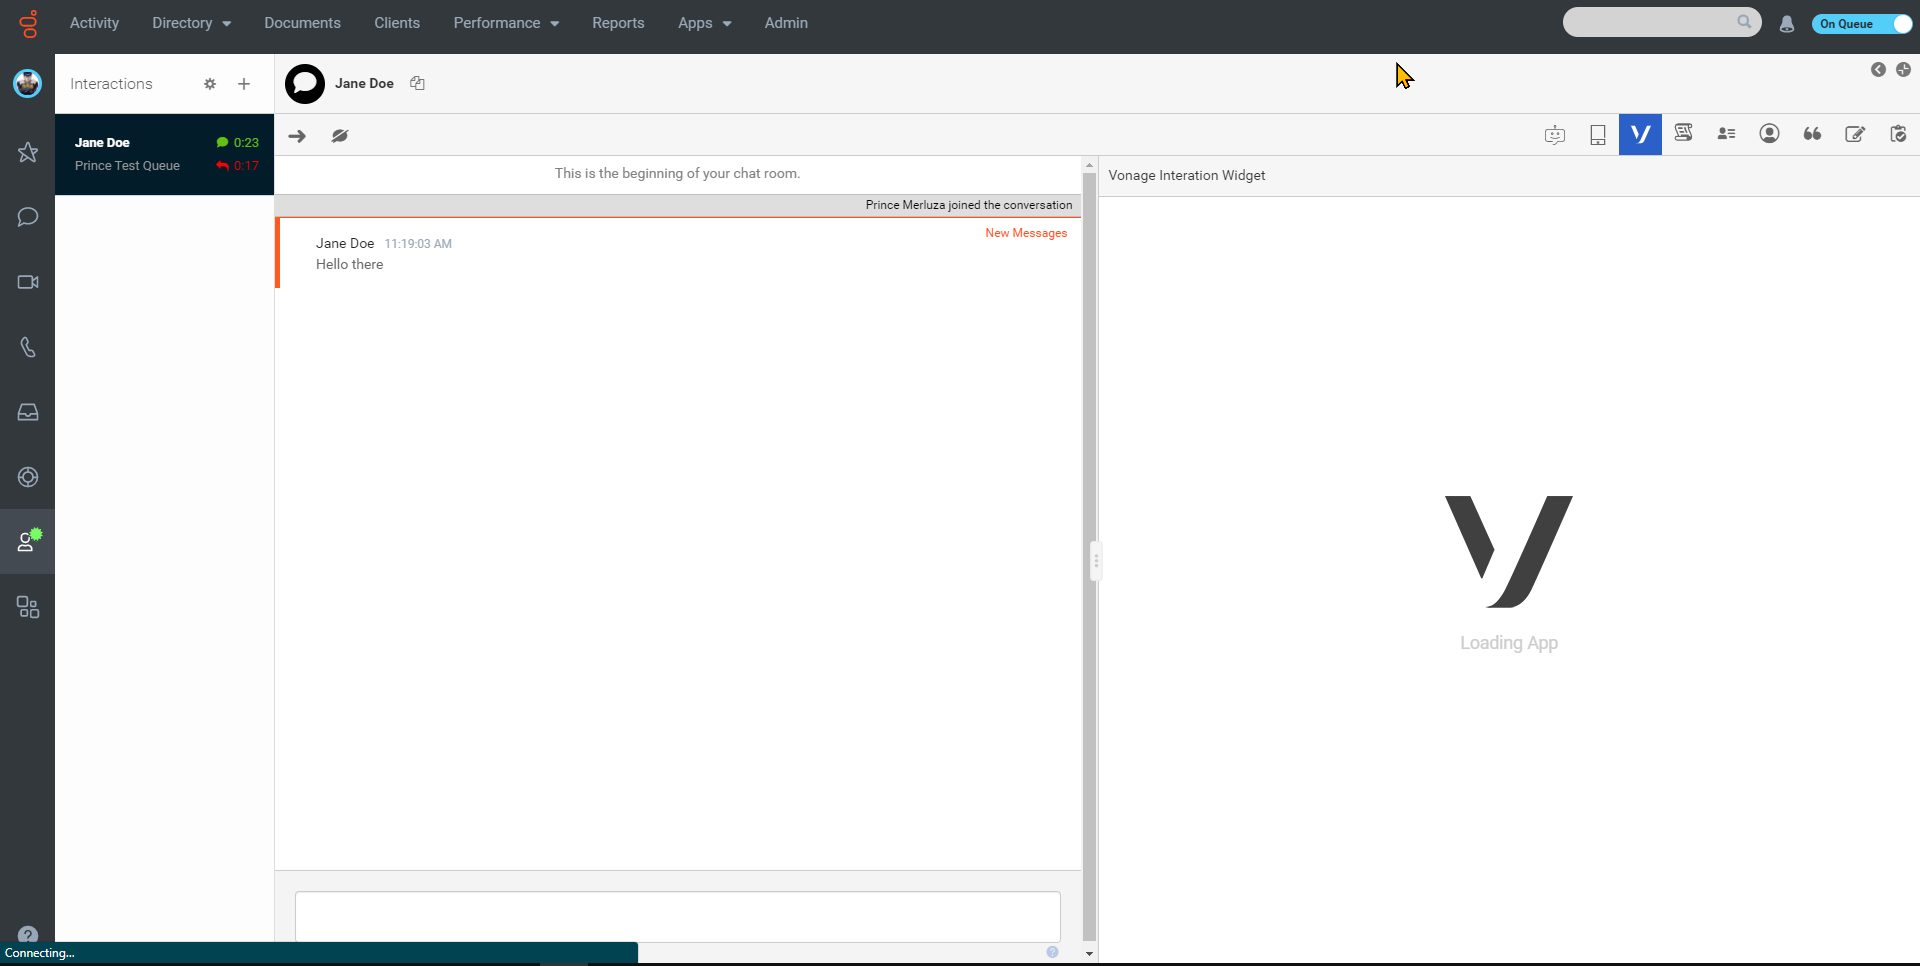 Activity Directory Documents Clients Performance Reports Apps Admin On Queue
Interactions
Jane Doe
Jane Doe 0:23
Prince Test Queue 0:17
This is the beginning of your chat room.
Prince Merluza joined the conversation
New Messages
Jane Doe 11:19:03 AM
Hello there
Vonage Interation Widget
Loading App
Connecting...